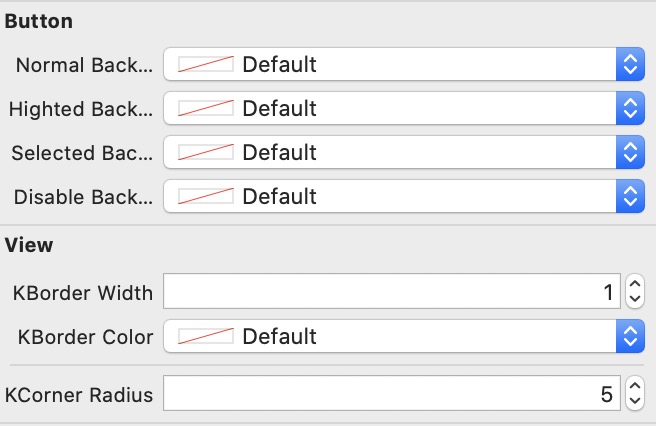 Button
Normal Back... Default
Highted Back... Default
Selected Bac... Default
Disable Back... Default
View
KBorder Width 1
KBorder Color Default
KCorner Radius 5